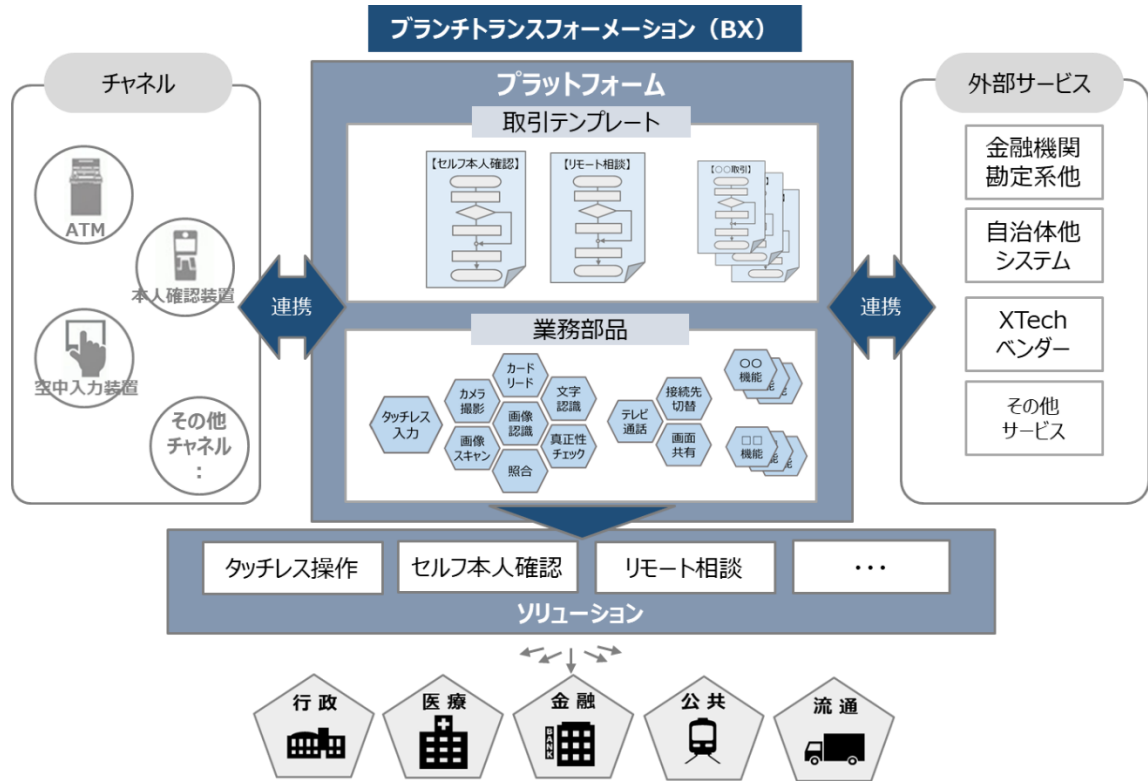 ブランチトランスフォーメーション（BX）
チャネル
ATM
本人確認装置
空中入力装置
その他
チャネル
：
連携
プラットフォーム
取引テンプレート
【セルフ本人確認】
【リモート相談】
【○○取引】
業務部品
タッチレス
入力
カメラ
撮影
画像
スキャン
カード
リード
画像
認識
照合
文字
認識
真正性
チェック
テレビ
通話
接続先
切替
画面
共有
○○
機能
□□
機能
連携
外部サービス
金融機関
勘定系他
自治体他
システム
XTech
ベンダー
その他
サービス
タッチレス操作
セルフ本人確認
リモート相談
・・・
ソリューション
行政
医療
金融
BANK
公共
流通